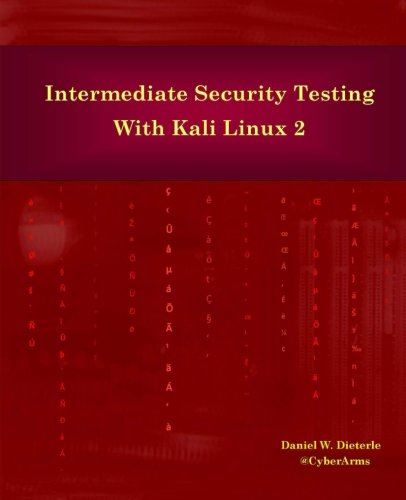 Intermediate Security Testing
With Kali Linux 2
Daniel W. Dieterle
@CyberArms